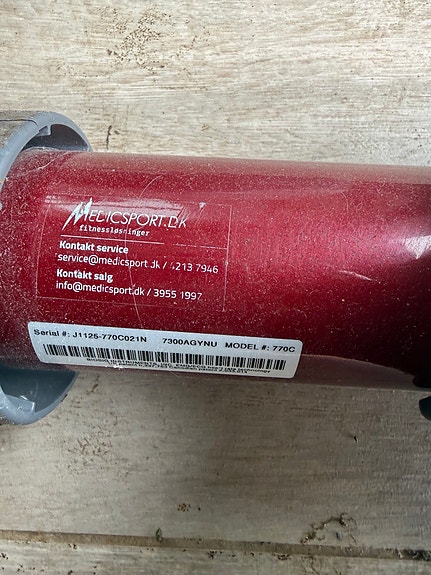 MEDICSPORT.DK
fitnessløsninger
Kontakt service
service@medicsport.dk / 4213 7946
Kontakt salg
info@medicsport.dk / 3955 1997
Serial #: J1125-770C021N 7300AGYNU MODEL #: 770C